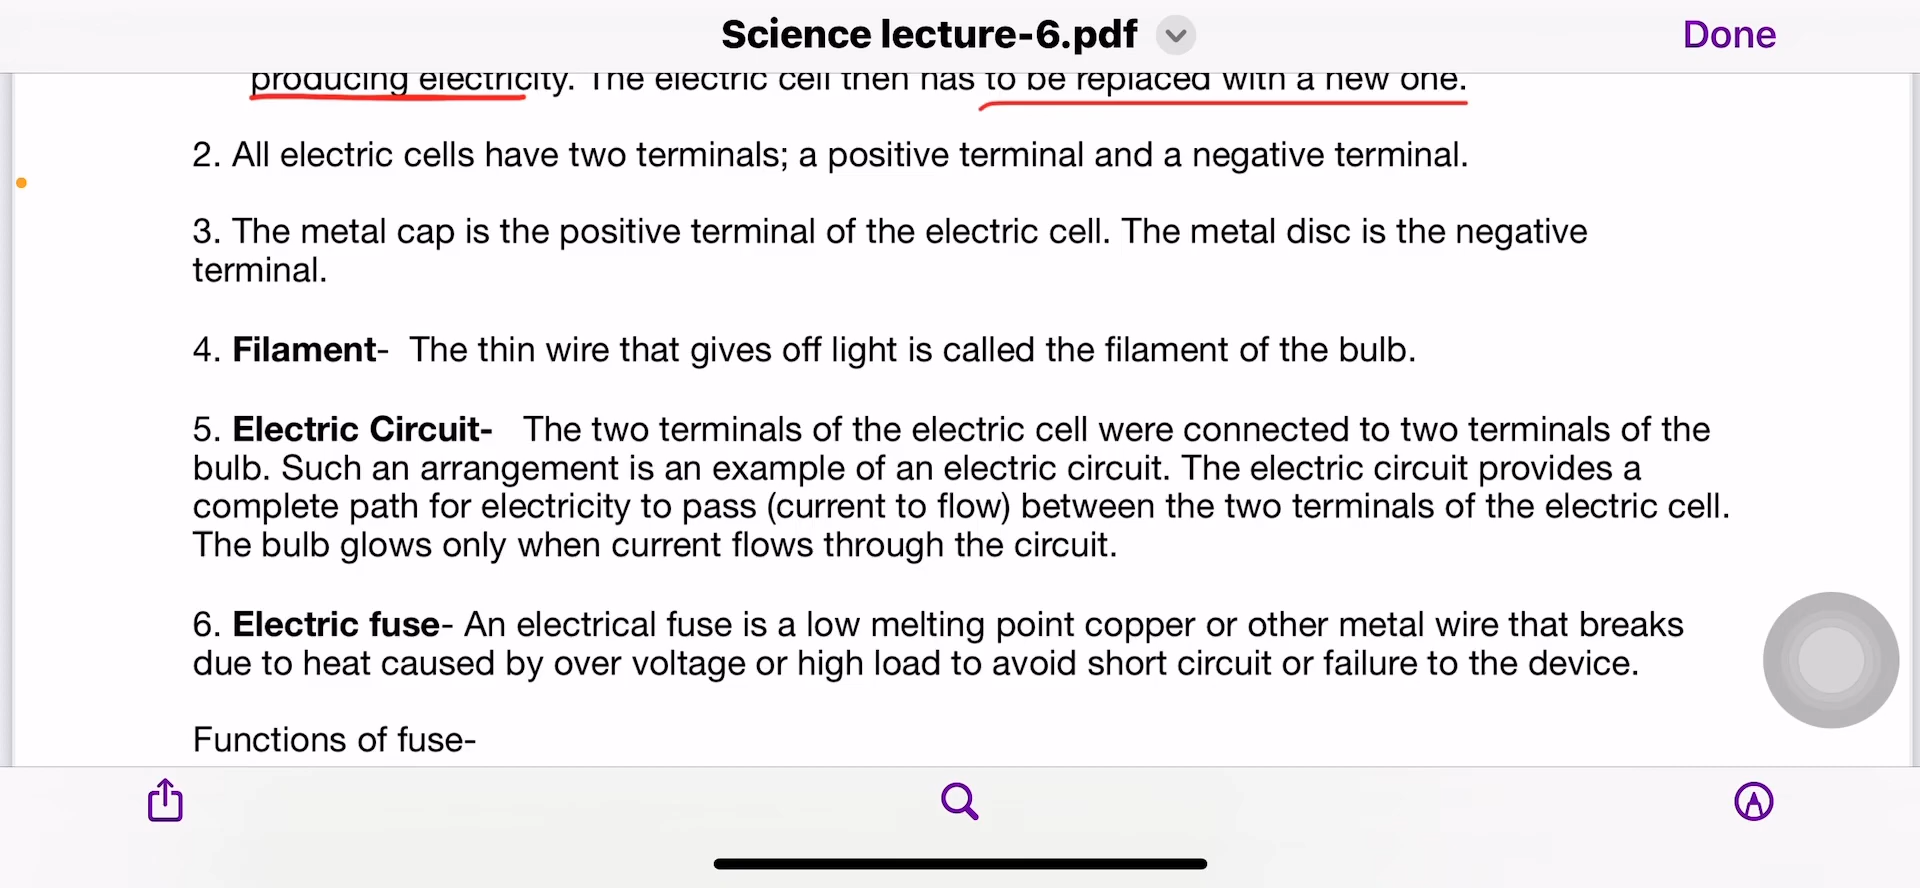 Science lecture-6.pdf
Done
producing electricity. The electric cell then has to be replaced with a new one.
2. All electric cells have two terminals; a positive terminal and a negative terminal.
3. The metal cap is the positive terminal of the electric cell. The metal disc is the negative
terminal.
4. Filament- The thin wire that gives off light is called the filament of the bulb.
5. Electric Circuit- The two terminals of the electric cell were connected to two terminals of the
bulb. Such an arrangement is an example of an electric circuit. The electric circuit provides a
complete path for electricity to pass (current to flow) between the two terminals of the electric cell.
The bulb glows only when current flows through the circuit.
6. Electric fuse- An electrical fuse is a low melting point copper or other metal wire that breaks
due to heat caused by over voltage or high load to avoid short circuit or failure to the device.
Functions of fuse-